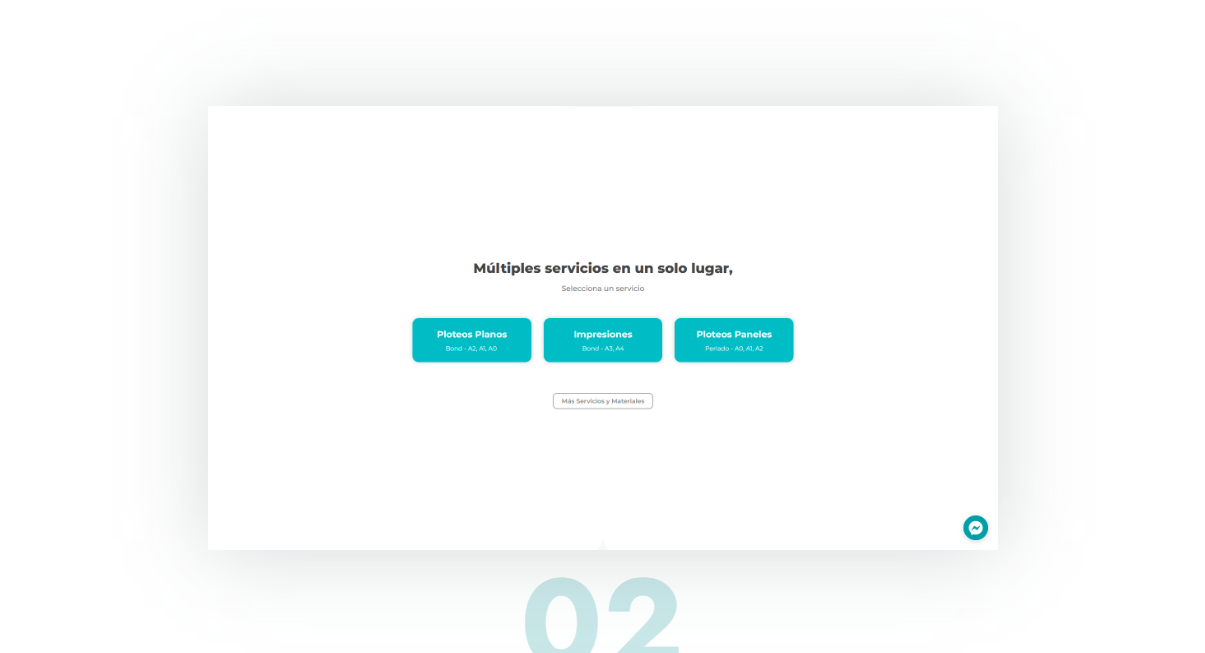 Múltiples servicios en un solo lugar,
Selecciona un servicio
Ploteos Planos
Bond - A2, A1, A0
Impresiones
Bond - A3, A4
Ploteos Paneles
Perlado - A0, A1, A2
Más Servicios y Materiales
02